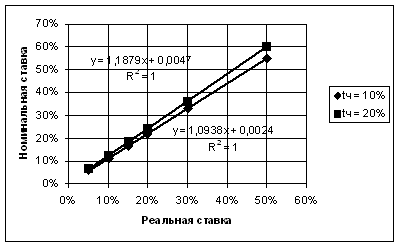 70%
60%
50%
40%
30%
20%
10%
0%
Номинальная ставка
y = 1,1879x + 0,0047
R² = 1
y = 1,0938x + 0,0024
R² = 1
0% 10% 20% 30% 40% 50% 60%
Реальная ставка
tч = 10%
tч = 20%